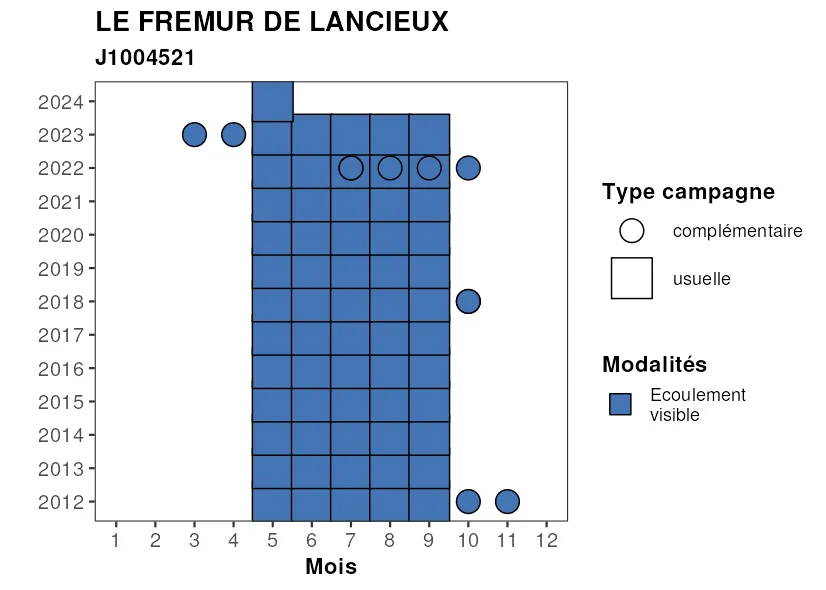 LE FREMUR DE LANCIEUX
J1004521
2024
2023
2022
2021
2020
2019
2018
2017
2016
2015
2014
2013
2012
1 2 3 4 5 6 7 8 9 10 11 12
Mois
Type campagne
complémentaire
usuelle
Modalités
Ecoulement
visible